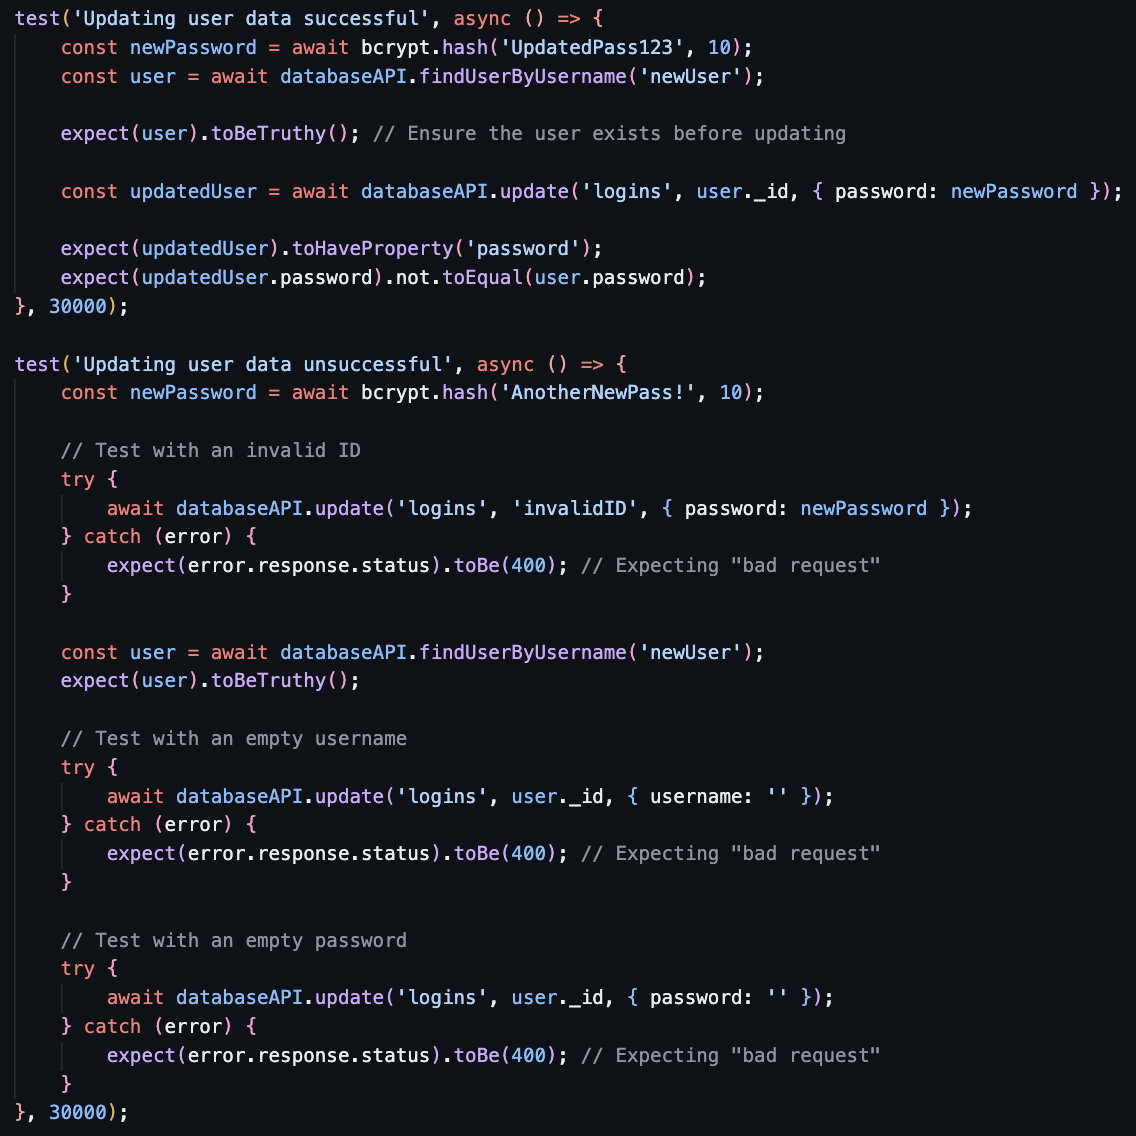 test('Updating user data successful', async () => {
    const newPassword = await bcrypt.hash('UpdatedPass123', 10);
    const user = await databaseAPI.findUserByUsername('newUser');

    expect(user).toBeTruthy(); // Ensure the user exists before updating

    const updatedUser = await databaseAPI.update('logins', user._id, { password: newPassword });

    expect(updatedUser).toHaveProperty('password');
    expect(updatedUser.password).not.toEqual(user.password);
}, 30000);

test('Updating user data unsuccessful', async () => {
    const newPassword = await bcrypt.hash('AnotherNewPass!', 10);

    // Test with an invalid ID
    try {
        await databaseAPI.update('logins', 'invalidID', { password: newPassword });
    } catch (error) {
        expect(error.response.status).toBe(400); // Expecting "bad request"
    }

    const user = await databaseAPI.findUserByUsername('newUser');
    expect(user).toBeTruthy();

    // Test with an empty username
    try {
        await databaseAPI.update('logins', user._id, { username: '' });
    } catch (error) {
        expect(error.response.status).toBe(400); // Expecting "bad request"
    }

    // Test with an empty password
    try {
        await databaseAPI.update('logins', user._id, { password: '' });
    } catch (error) {
        expect(error.response.status).toBe(400); // Expecting "bad request"
    }
}, 30000);